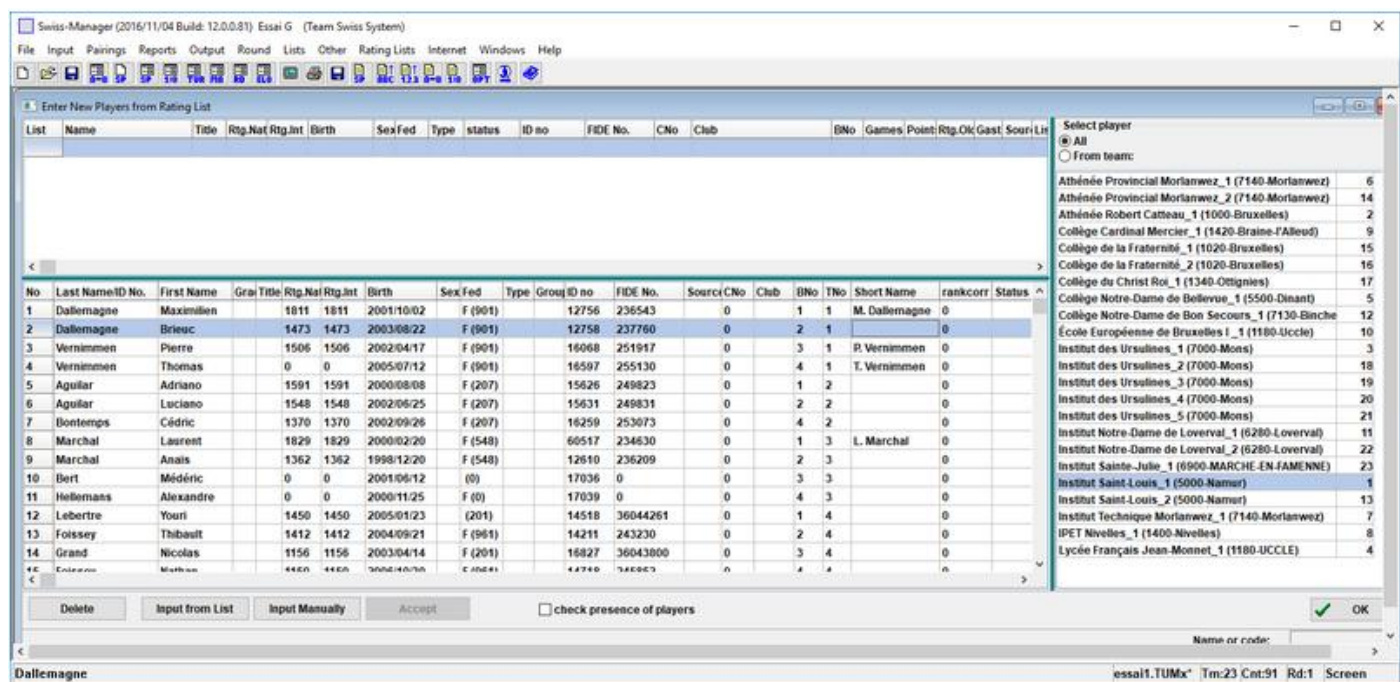 Swiss-Manager (2016/11/04 Build: 12.0.0.81) Essai G (Team Swiss System)
File Input Pairings Reports Output Round Lists Other Rating Lists Internet Windows Help
Enter New Players from Rating List
List Name Title Rtg.Nat Rtg.Int Birth Sex Fed Type status ID no FIDE No. CNo Club BNo Games Point Rtg.Old Gast Sour Lis
Select player
All
From team:
Athénée Provincial Morlanwez_1 (7140-Morlanwez) 6
Athénée Provincial Morlanwez_2 (7140-Morlanwez) 14
Athénée Robert Catteau_1 (1000-Bruxelles) 2
Collège Cardinal Mercier_1 (1420-Braine-l'Alleud) 9
Collège de la Fraternité_1 (1020-Bruxelles) 15
Collège de la Fraternité_2 (1020-Bruxelles) 16
Collège du Christ Roi_1 (1340-Ottignies) 17
Collège Notre-Dame de Bellevue_1 (5500-Dinant) 5
Collège Notre-Dame de Bon Secours_1 (7130-Binche 12
École Européenne de Bruxelles I_1 (1180-Uccle) 10
Institut des Ursulines_1 (7000-Mons) 3
Institut des Ursulines_2 (7000-Mons) 18
Institut des Ursulines_3 (7000-Mons) 19
Institut des Ursulines_4 (7000-Mons) 20
Institut des Ursulines_5 (7000-Mons) 21
Institut Notre-Dame de Loverval_1 (6280-Loverval) 11
Institut Notre-Dame de Loverval_2 (6280-Loverval) 22
Institut Sainte-Julie_1 (6900-MARCHE-EN-FAMENNE) 23
Institut Saint-Louis_1 (5000-Namur) 1
Institut Saint-Louis_2 (5000-Namur) 13
Institut Technique Morlanwez_1 (7140-Morlanwez) 7
IPET Nivelles_1 (1400-Nivelles) 8
Lycée Français Jean-Monnet_1 (1180-UCCLE) 4
No Last Name/ID No. First Name Gra Title Rtg.Nat Rtg.Int Birth Sex Fed Type Group ID no FIDE No. Source CNo Club BNo TNo Short Name rankcorr Status
1 Dallemagne Maximilien 1811 1811 2001/10/02 F (901) 12756 236543 0 1 1 M. Dallemagne 0
2 Dallemagne Brieuc 1473 1473 2003/08/22 F (901) 12758 237760 0 2 1 0
3 Vernimmen Pierre 1506 1506 2002/04/17 F (901) 16068 251917 0 3 1 P. Vernimmen 0
4 Vernimmen Thomas 0 0 2005/07/12 F (901) 16597 255130 0 4 1 T. Vernimmen 0
5 Aguilar Adriano 1591 1591 2000/08/08 F (207) 15626 249823 0 1 2 0
6 Aguilar Luciano 1548 1548 2002/06/25 F (207) 15631 249831 0 2 2 0
7 Bontemps Cédric 1370 1370 2002/09/26 F (207) 16259 253073 0 4 2 0
8 Marchal Laurent 1829 1829 2000/02/20 F (548) 60517 234630 0 1 3 L. Marchal 0
9 Marchal Anais 1362 1362 1998/12/20 F (548) 12610 236209 0 2 3 0
10 Bert Médéric 0 0 2001/06/12 (0) 17036 0 0 3 3 0
11 Hellemans Alexandre 0 0 2000/11/25 F (0) 17039 0 0 4 3 0
12 Lebertre Youri 1450 1450 2005/01/23 (201) 14518 36044261 0 1 4 0
13 Foissey Thibault 1412 1412 2004/09/21 F (961) 14211 243230 0 2 4 0
14 Grand Nicolas 1156 1156 2003/04/14 F (201) 16827 36043800 0 3 4 0
Delete Input from List Input Manually Accept check presence of players OK
Name or code:
Dallemagne essai1.TUMx* Tm:23 Cnt:91 Rd:1 Screen